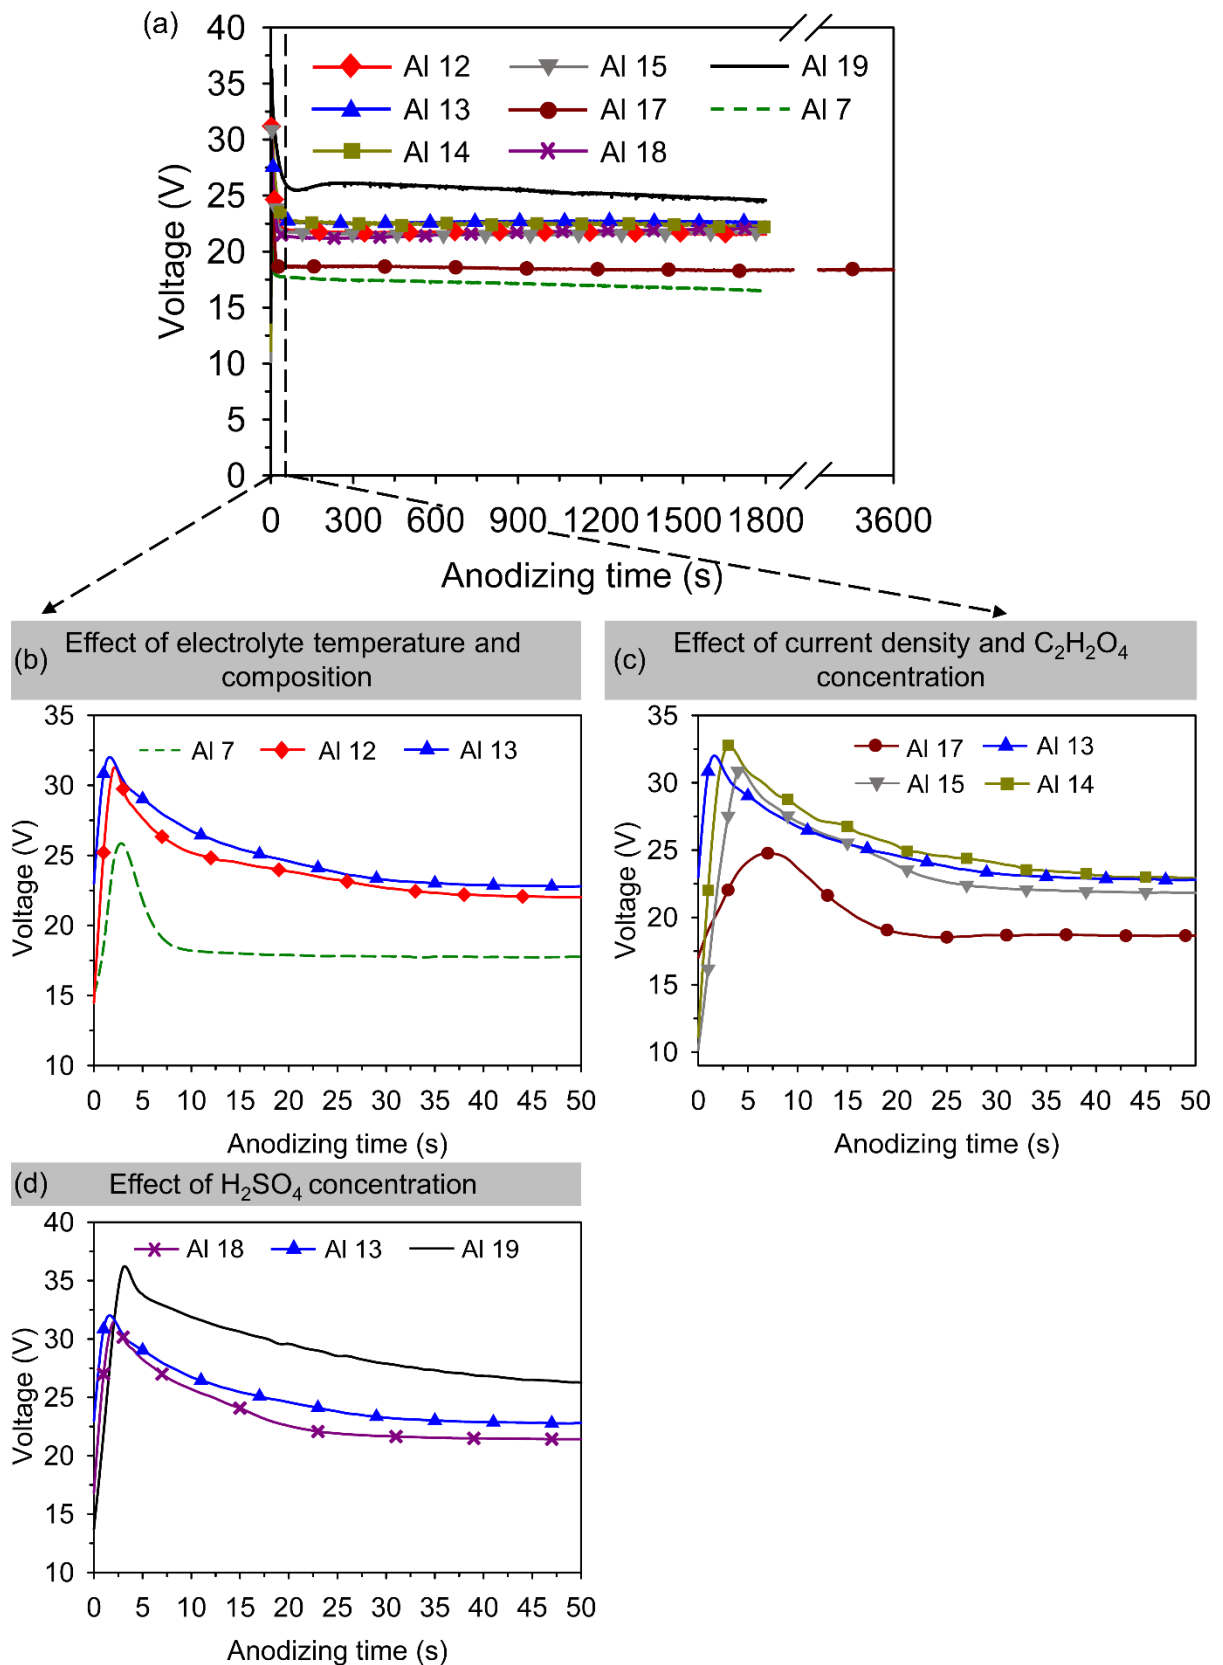 (a)
40
35
30
25
20
15
10
5
0
Voltage (V)
Al 12 Al 15 Al 19
Al 13 Al 17 Al 7
Al 14 Al 18
0 300 600 900 1200 1500 1800 3600
Anodizing time (s)
(b) Effect of electrolyte temperature and
composition
35
30
25
20
15
10
Voltage (V)
Al 7 Al 12 Al 13
0 5 10 15 20 25 30 35 40 45 50
Anodizing time (s)
(c) Effect of current density and C₂H₂O₄
concentration
35
30
25
20
15
10
Voltage (V)
Al 17 Al 13
Al 15 Al 14
0 5 10 15 20 25 30 35 40 45 50
Anodizing time (s)
(d) Effect of H₂SO₄ concentration
40
35
30
25
20
15
10
Voltage (V)
Al 18 Al 13 Al 19
0 5 10 15 20 25 30 35 40 45 50
Anodizing time (s)